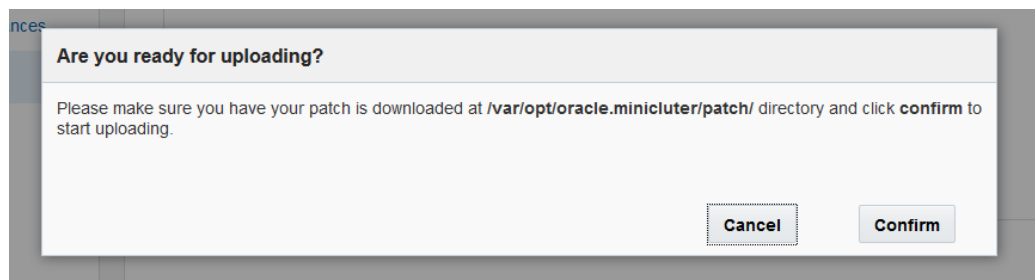 nces
Are you ready for uploading?
Please make sure you have your patch is downloaded at /var/opt/oracle.minicluter/patch/ directory and click confirm to
start uploading.
Cancel
Confirm